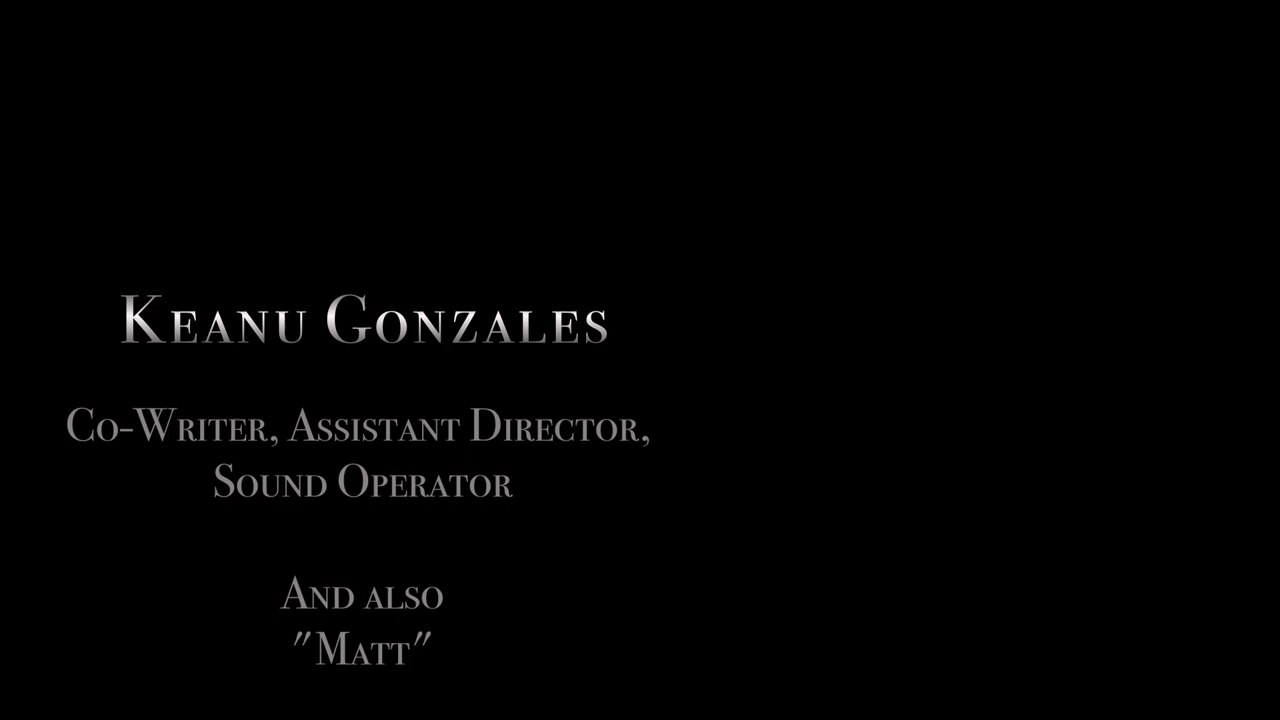 Keanu Gonzales
Co-Writer, Assistant Director,
Sound Operator
And also
"Matt"